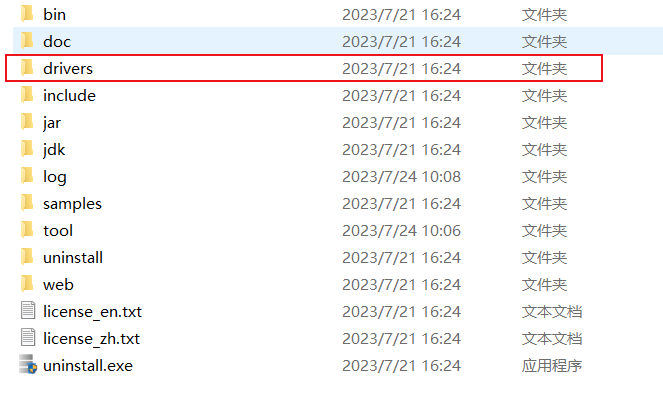 bin 2023/7/21 16:24 文件夹
doc 2023/7/21 16:24 文件夹
drivers 2023/7/21 16:24 文件夹
include 2023/7/21 16:24 文件夹
jar 2023/7/21 16:24 文件夹
jdk 2023/7/21 16:24 文件夹
log 2023/7/24 10:08 文件夹
samples 2023/7/21 16:24 文件夹
tool 2023/7/24 10:06 文件夹
uninstall 2023/7/21 16:24 文件夹
web 2023/7/21 16:24 文件夹
license_en.txt 2023/7/21 16:24 文本文档
license_zh.txt 2023/7/21 16:24 文本文档
uninstall.exe 2023/7/21 16:24 应用程序